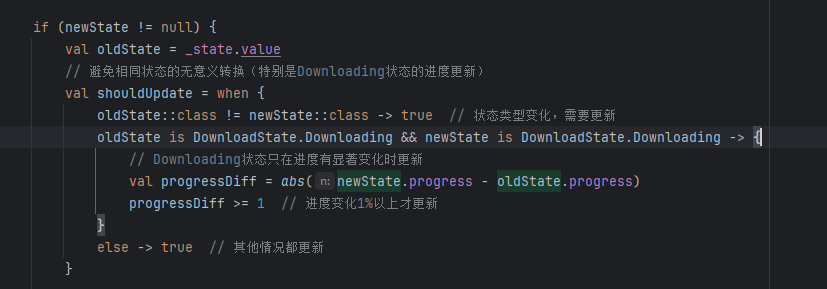 if (newState != null) {
val oldState = _state.value
// 避免相同状态的无意义转换（特别是Downloading状态的进度更新）
val shouldUpdate = when {
oldState::class != newState::class -> true  // 状态类型变化，需要更新
oldState is DownloadState.Downloading && newState is DownloadState.Downloading -> {
// Downloading状态只在进度有显著变化时更新
val progressDiff = abs( n: newState.progress - oldState.progress)
progressDiff >= 1  // 进度变化1%以上才更新
}
else -> true  // 其他情况都更新
}